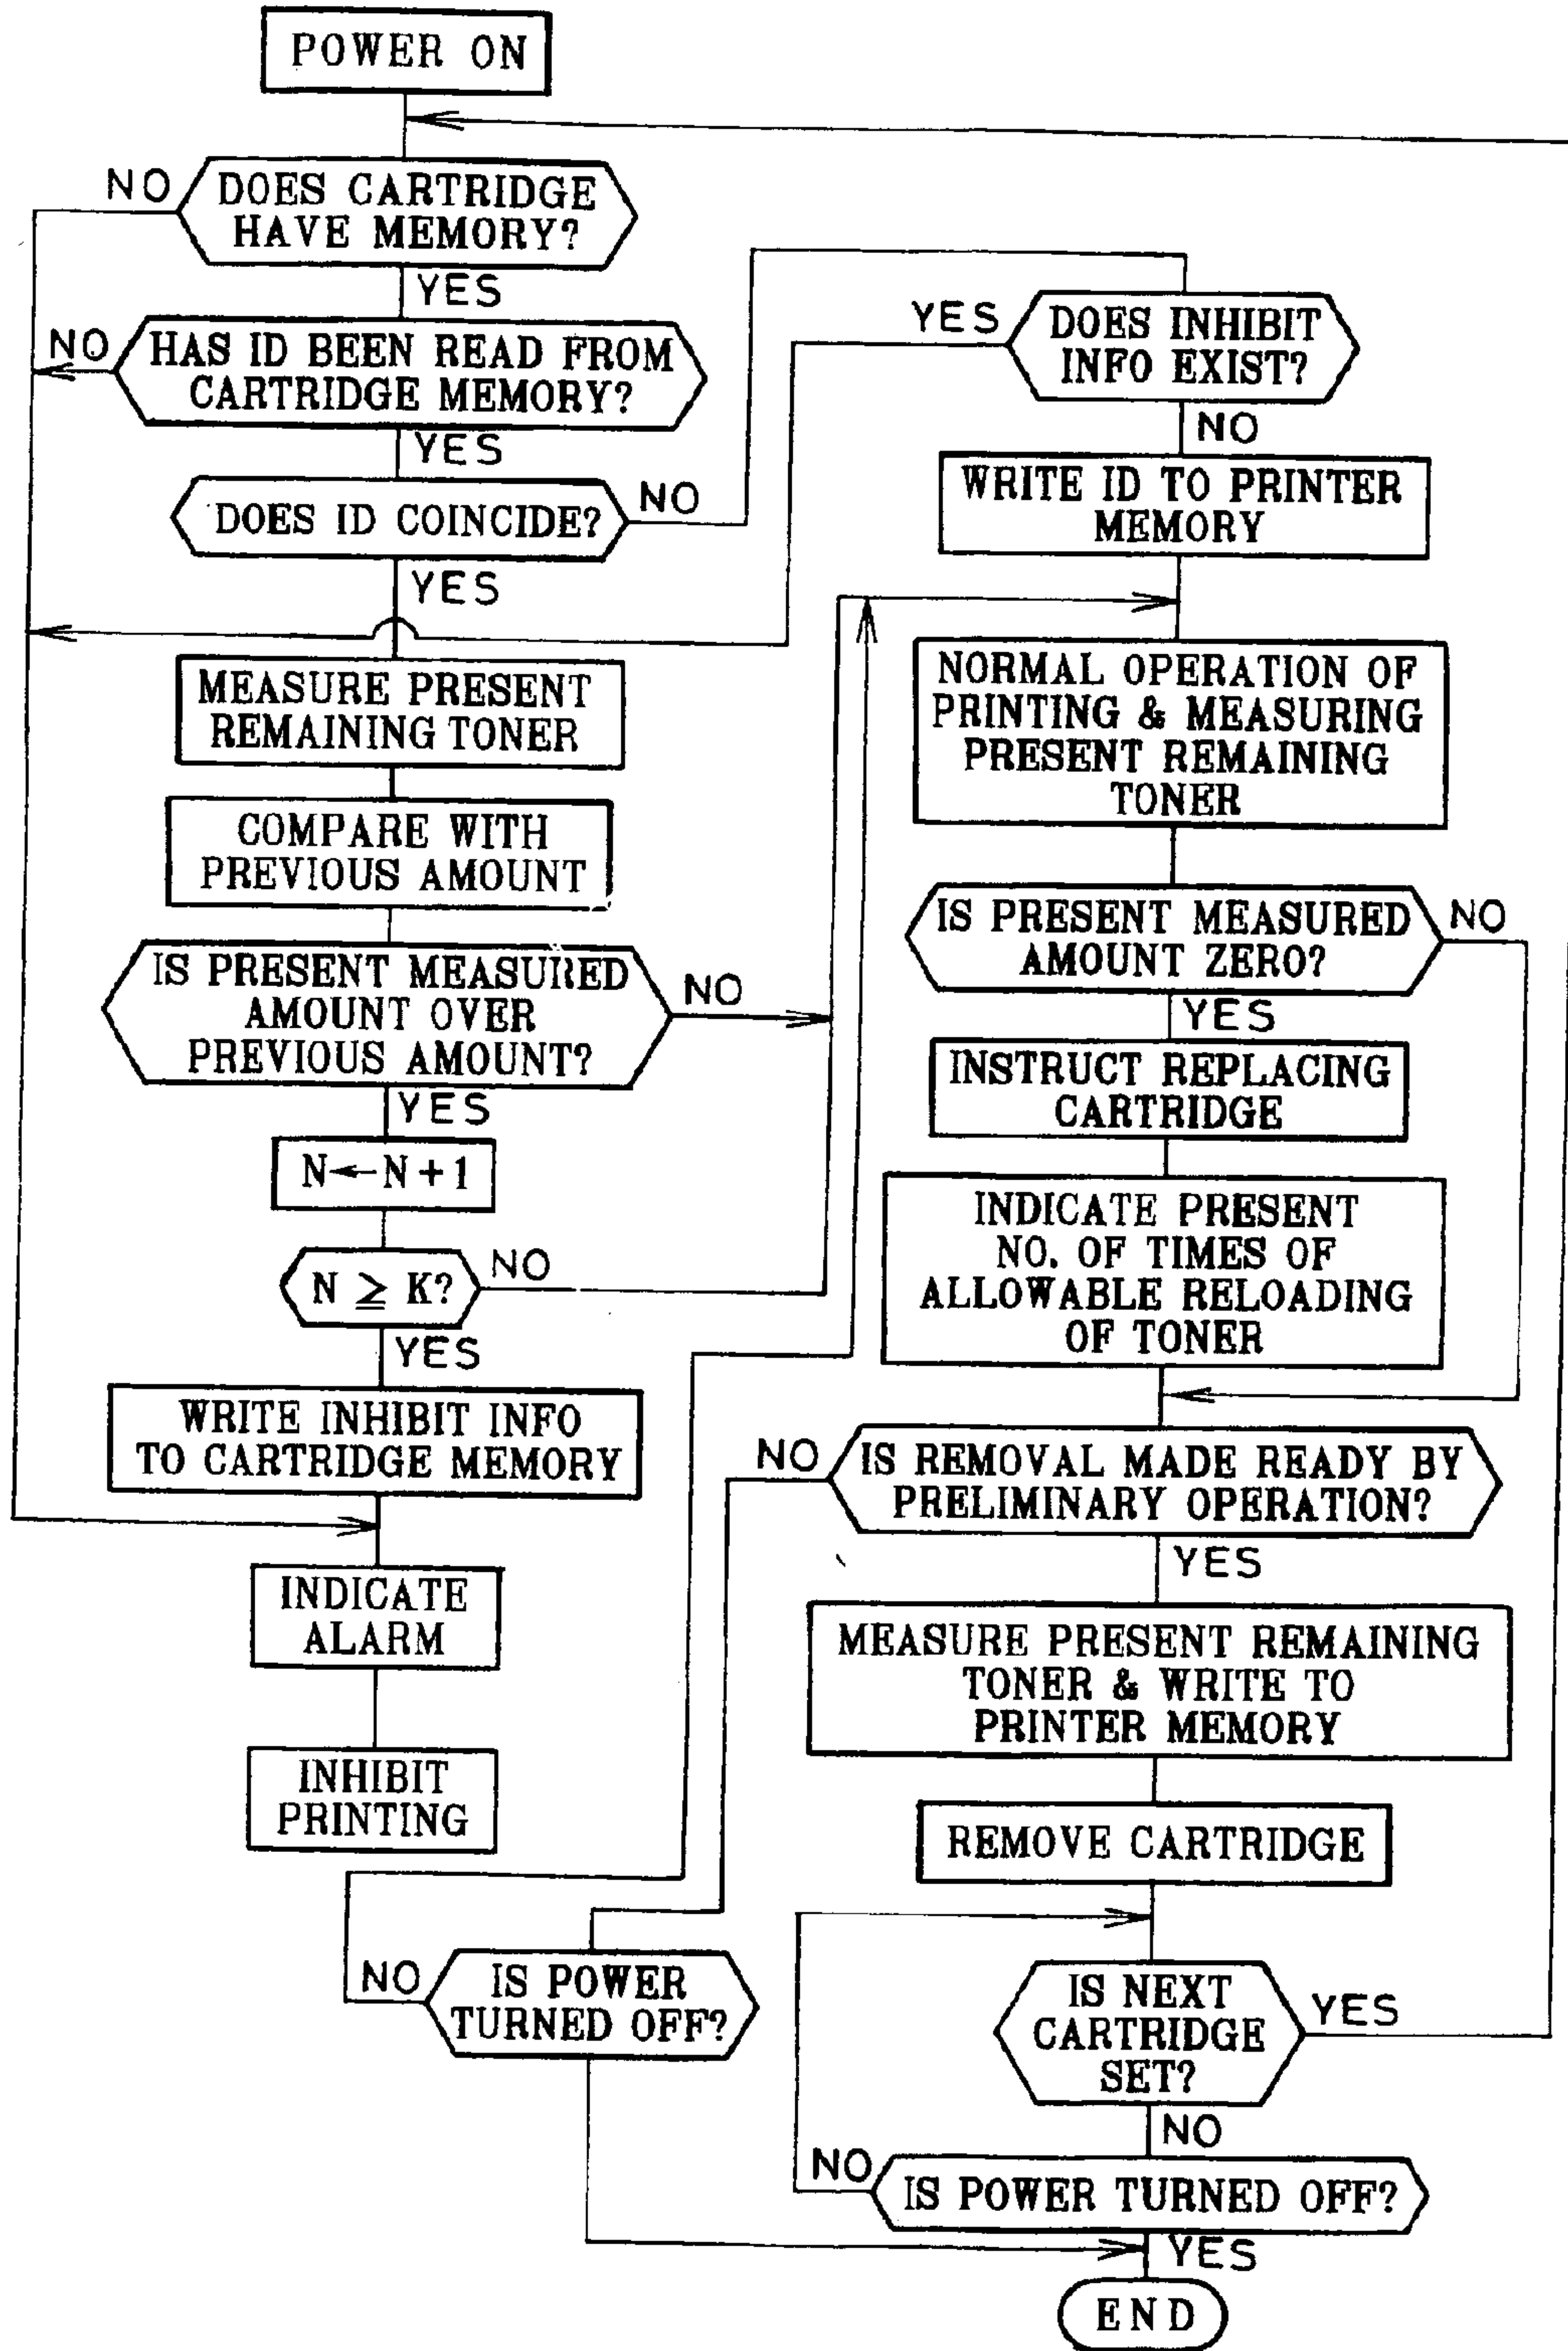 POWER ON
NO
DOES CARTRIDGE
HAVE MEMORY?
YES
NO
HAS ID BEEN READ FROM
CARTRIDGE MEMORY?
YES
DOES ID COINCIDE?
NO
YES
MEASURE PRESENT
REMAINING TONER
COMPARE WITH
PREVIOUS AMOUNT
IS PRESENT MEASURED
AMOUNT OVER
PREVIOUS AMOUNT?
NO
YES
N←N+1
N ≧ K?
NO
YES
WRITE INHIBIT INFO
TO CARTRIDGE MEMORY
INDICATE
ALARM
INHIBIT
PRINTING
NO
IS POWER
TURNED OFF?
YES
DOES INHIBIT
INFO EXIST?
NO
WRITE ID TO PRINTER
MEMORY
NORMAL OPERATION OF
PRINTING & MEASURING
PRESENT REMAINING
TONER
IS PRESENT MEASURED
AMOUNT ZERO?
NO
YES
INSTRUCT REPLACING
CARTRIDGE
INDICATE PRESENT
NO. OF TIMES OF
ALLOWABLE RELOADING
OF TONER
NO
IS REMOVAL MADE READY BY
PRELIMINARY OPERATION?
YES
MEASURE PRESENT REMAINING
TONER & WRITE TO
PRINTER MEMORY
REMOVE CARTRIDGE
IS NEXT
CARTRIDGE
SET?
YES
NO
NO
IS POWER TURNED OFF?
YES
END